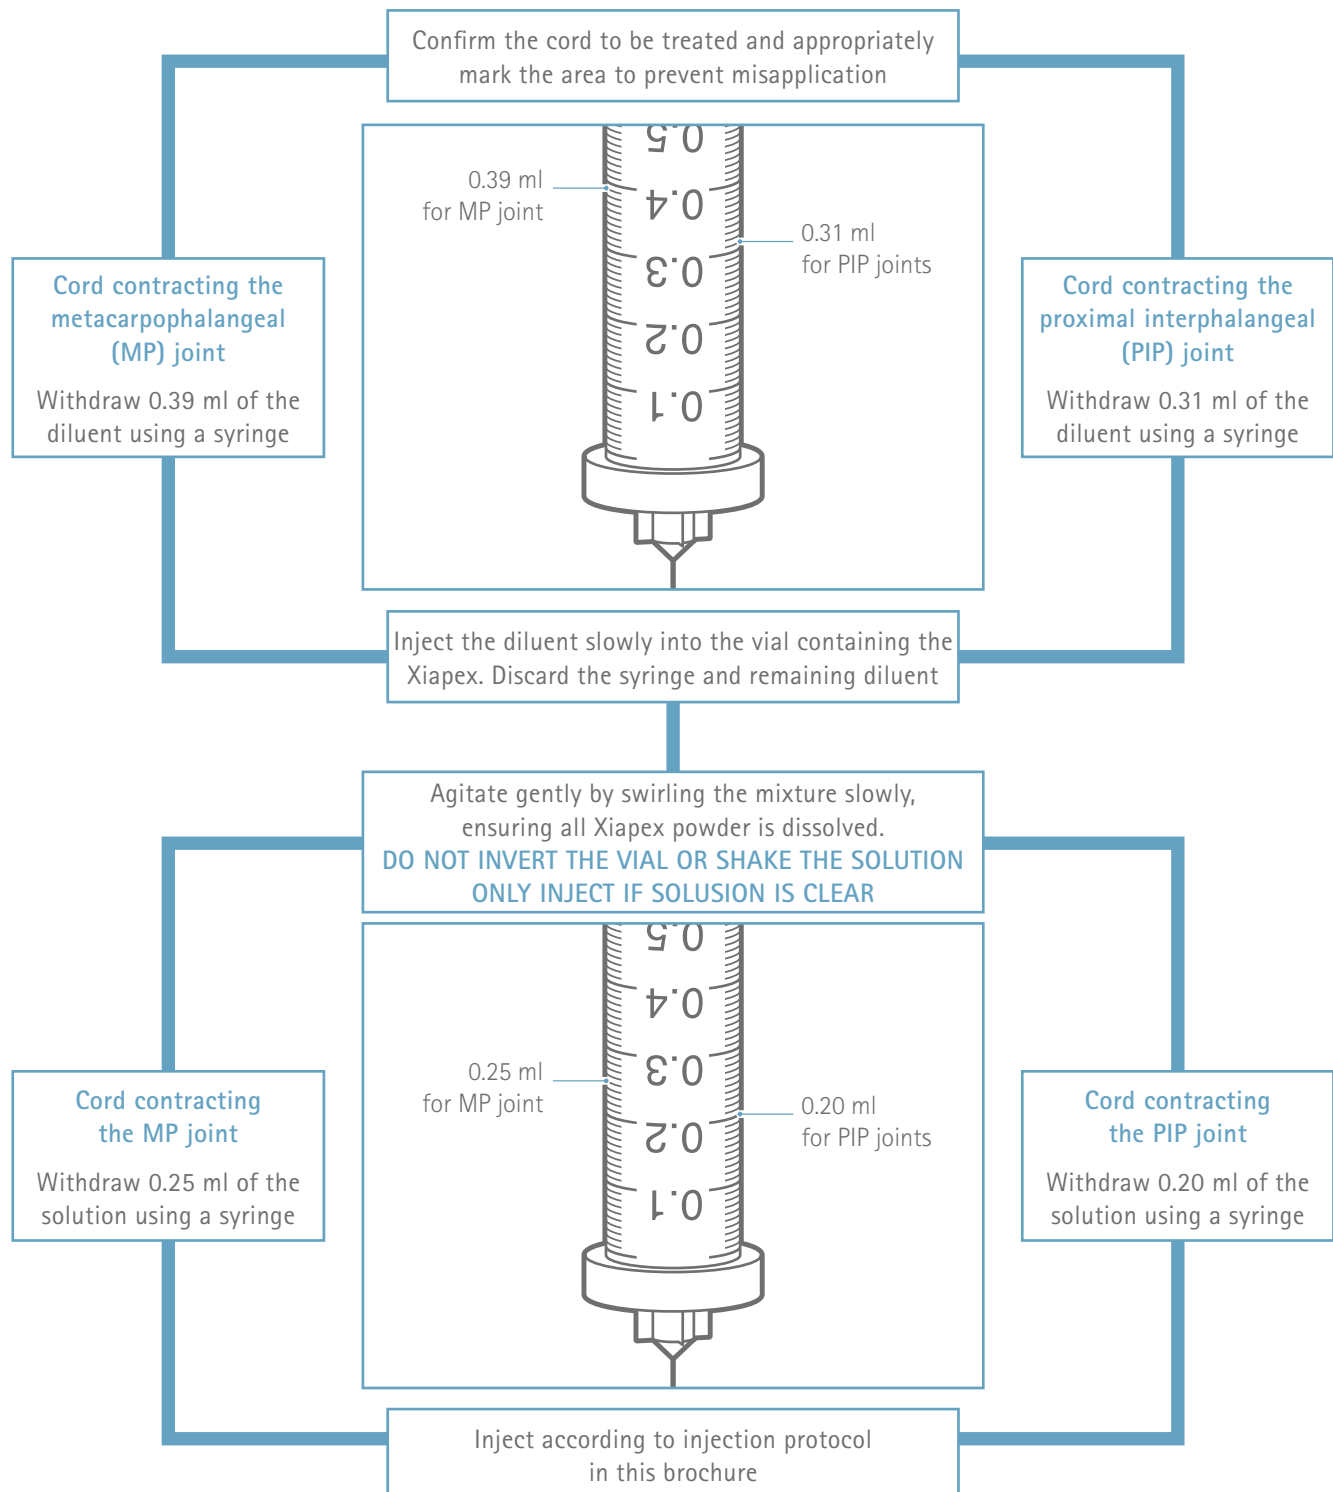 Confirm the cord to be treated and appropriately
mark the area to prevent misapplication
0.5
0.39 ml
for MP joint
0.4
0.31 ml
for PIP joints
0.3
0.2
0.1
Cord contracting the
metacarpophalangeal
(MP) joint
Withdraw 0.39 ml of the
diluent using a syringe
Cord contracting the
proximal interphalangeal
(PIP) joint
Withdraw 0.31 ml of the
diluent using a syringe
Inject the diluent slowly into the vial containing the
Xiapex. Discard the syringe and remaining diluent
Agitate gently by swirling the mixture slowly,
ensuring all Xiapex powder is dissolved.
DO NOT INVERT THE VIAL OR SHAKE THE SOLUTION
ONLY INJECT IF SOLUSION IS CLEAR
0.5
0.4
0.3
0.25 ml
for MP joint
0.20 ml
for PIP joints
0.2
0.1
Cord contracting
the MP joint
Withdraw 0.25 ml of the
solution using a syringe
Cord contracting
the PIP joint
Withdraw 0.20 ml of the
solution using a syringe
Inject according to injection protocol
in this brochure